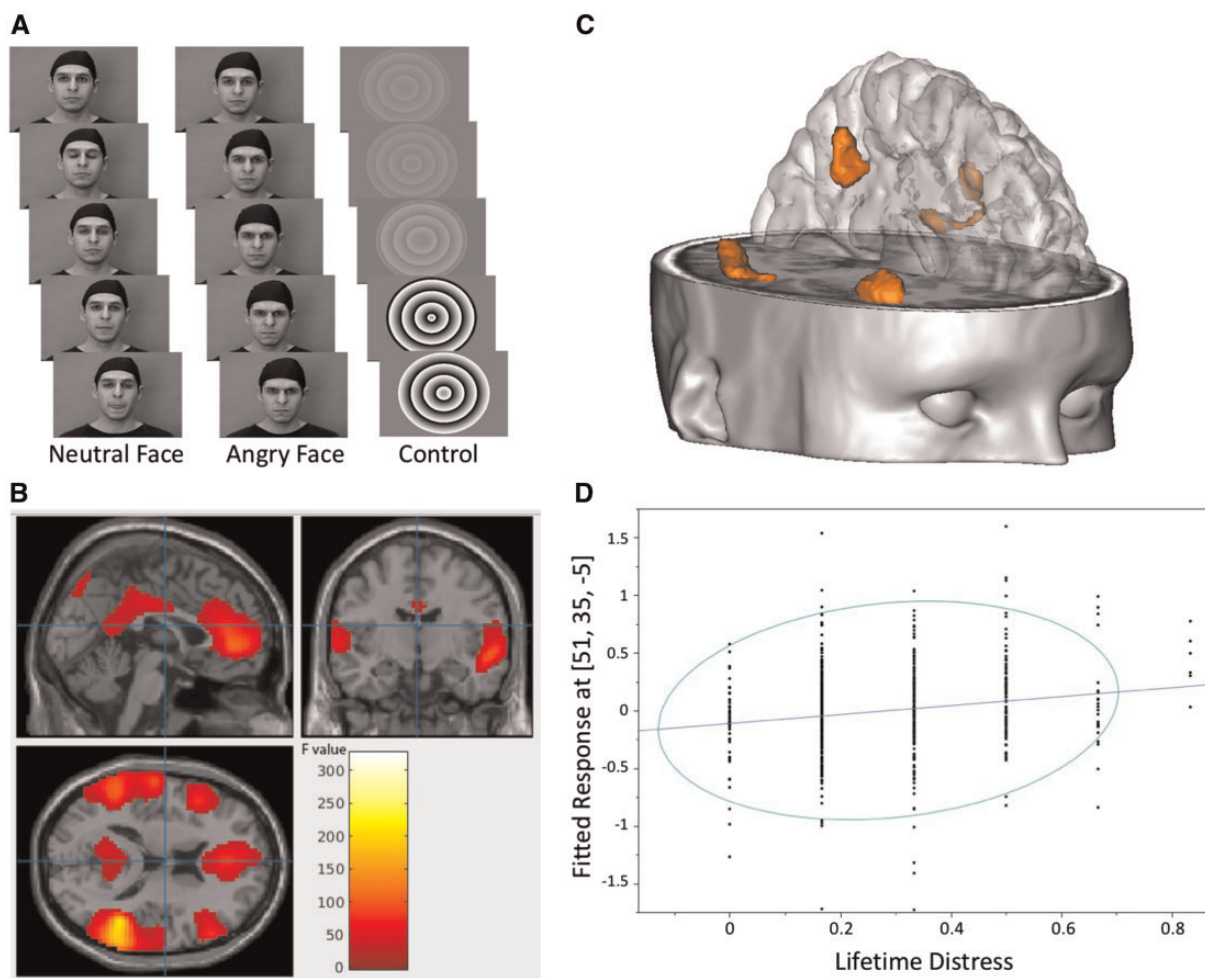 A
Neutral Face
Angry Face
Control
B
F value
300
250
200
150
100
50
0
C
D
1.5
1
0.5
0
-0.5
-1
-1.5
Fitted Response at [51, 35, -5]
0
0.2
0.4
0.6
0.8
Lifetime Distress